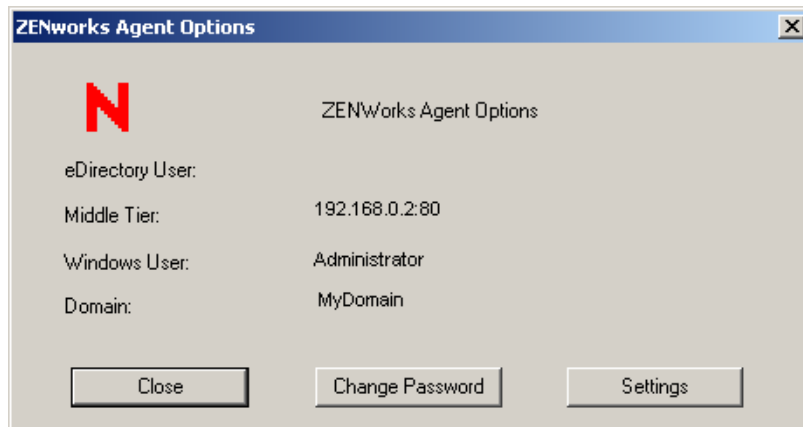 ZENworks Agent Options
N
ZENWorks Agent Options
eDirectory User:
Middle Tier: 192.168.0.2:80
Windows User: Administrator
Domain: MyDomain
Close Change Password Settings